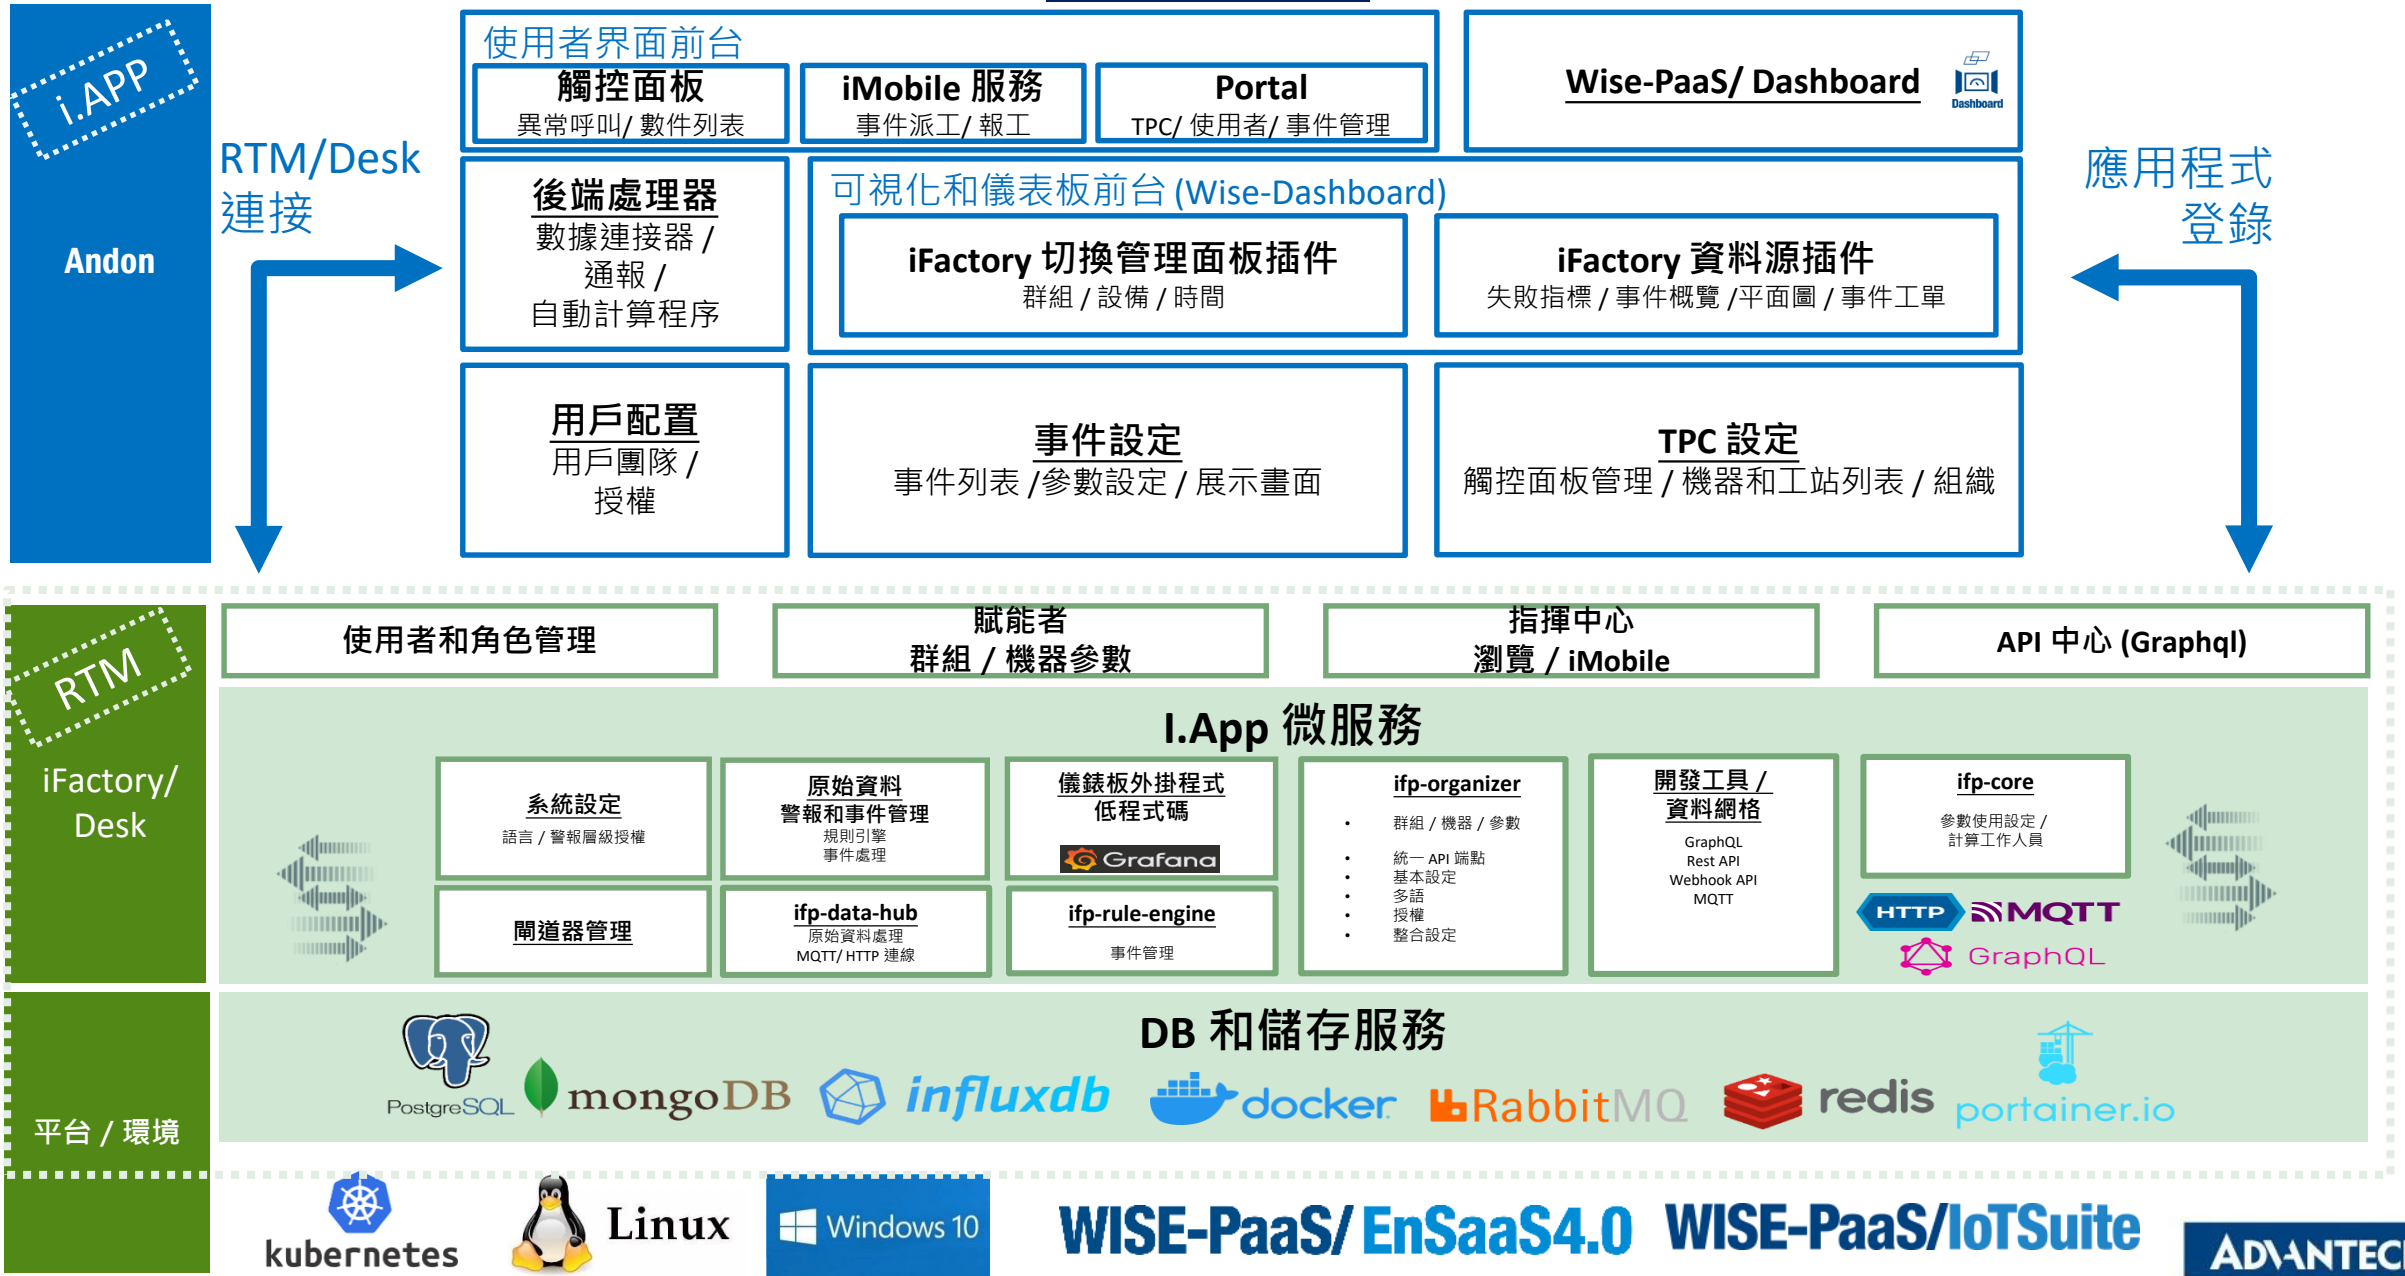 i.APP
Andon
RTM/Desk
連接
使用者界面前台
觸控面板
異常呼叫/ 數件列表
iMobile 服務
事件派工/ 報工
Portal
TPC/ 使用者/ 事件管理
Wise-PaaS/ Dashboard
Dashboard
應用程式
登錄
後端處理器
數據連接器 /
通報 /
自動計算程序
可視化和儀表板前台 (Wise-Dashboard)
iFactory 切換管理面板插件
群組 / 設備 / 時間
iFactory 資料源插件
失敗指標 / 事件概覽 /平面圖 / 事件工單
用戶配置
用戶團隊 /
授權
事件設定
事件列表 /參數設定 / 展示畫面
TPC 設定
觸控面板管理 / 機器和工站列表 / 組織
RTM
iFactory/
Desk
使用者和角色管理
賦能者
群組 / 機器參數
指揮中心
瀏覽 / iMobile
API 中心 (Graphql)
I.App 微服務
系統設定
語言 / 警報層級授權
原始資料
警報和事件管理
規則引擎
事件處理
儀錶板外掛程式
低程式碼
Grafana
ifp-organizer
• 群組 / 機器 / 參數
• 統一 API 端點
• 基本設定
• 多語
• 授權
• 整合設定
開發工具 /
資料網格
GraphQL
Rest API
Webhook API
MQTT
ifp-core
參數使用設定 /
計算工作人員
閘道器管理
ifp-data-hub
原始資料處理
MQTT/ HTTP 連線
ifp-rule-engine
事件管理
HTTP
MQTT
GraphQL
平台 / 環境
DB 和儲存服務
PostgreSQL
mongoDB
influxdb
docker
RabbitMQ
redis
portainer.io
kubernetes
Linux
Windows 10
WISE-PaaS/ EnSaaS4.0
WISE-PaaS/IoTSuite
ADVANTECH